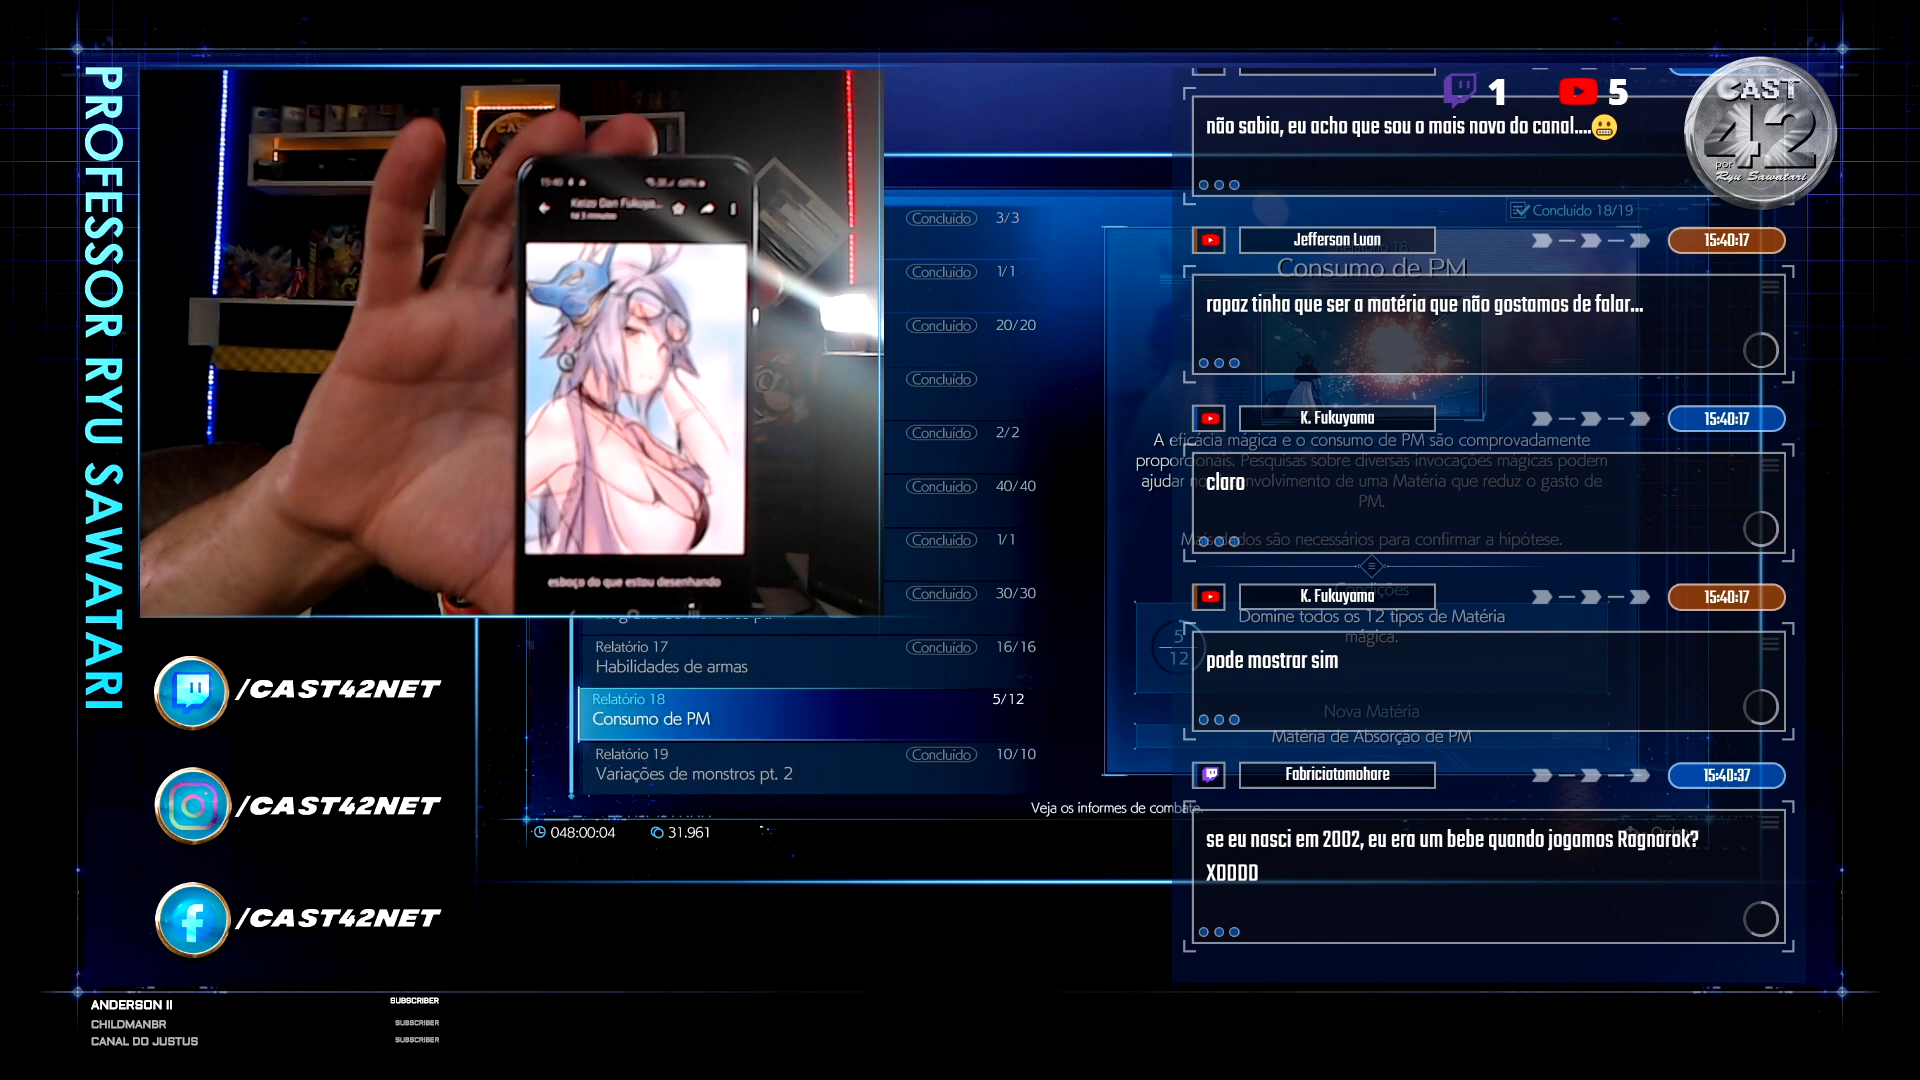 PROFESSOR RYU SAWATARI
esboço do que estou desenhando
/CAST42NET
/CAST42NET
/CAST42NET
ANDERSON II SUBSCRIBER
CHILDMANBR SUBSCRIBER
CANAL DO JUSTUS SUBSCRIBER
Concluído 3/3
Concluído 1/1
Concluído 20/20
Concluído
Concluído 2/2
Concluído 40/40
Concluído 1/1
Concluído 30/30
Relatório 17
Habilidades de armas
Concluído 16/16
Relatório 18
Consumo de PM
5/12
Relatório 19
Variações de monstros pt. 2
Concluído 10/10
048:00:04 31.961
Veja os informes de combate.
1 5
CAST
42
por
Ryu Sawatari
Concluído 18/19
Consumo de PM
A eficácia mágica e o consumo de PM são comprovadamente
proporcionais. Pesquisas sobre diversas invocações mágicas podem
ajudar no desenvolvimento de uma Matéria que reduz o gasto de
PM.
Mais dados são necessários para confirmar a hipótese.
Condições
Domine todos os 12 tipos de Matéria
mágica.
5
12
Nova Matéria
Matéria de Absorção de PM
não sabia, eu acho que sou o mais novo do canal....😬
Jefferson Luan 15:40:17
rapaz tinha que ser a matéria que não gostamos de falar...
K. Fukuyama 15:40:17
claro
K. Fukuyama 15:40:17
pode mostrar sim
Fabriciotomohare 15:40:37
se eu nasci em 2002, eu era um bebe quando jogamos Ragnarok?
XDDDD